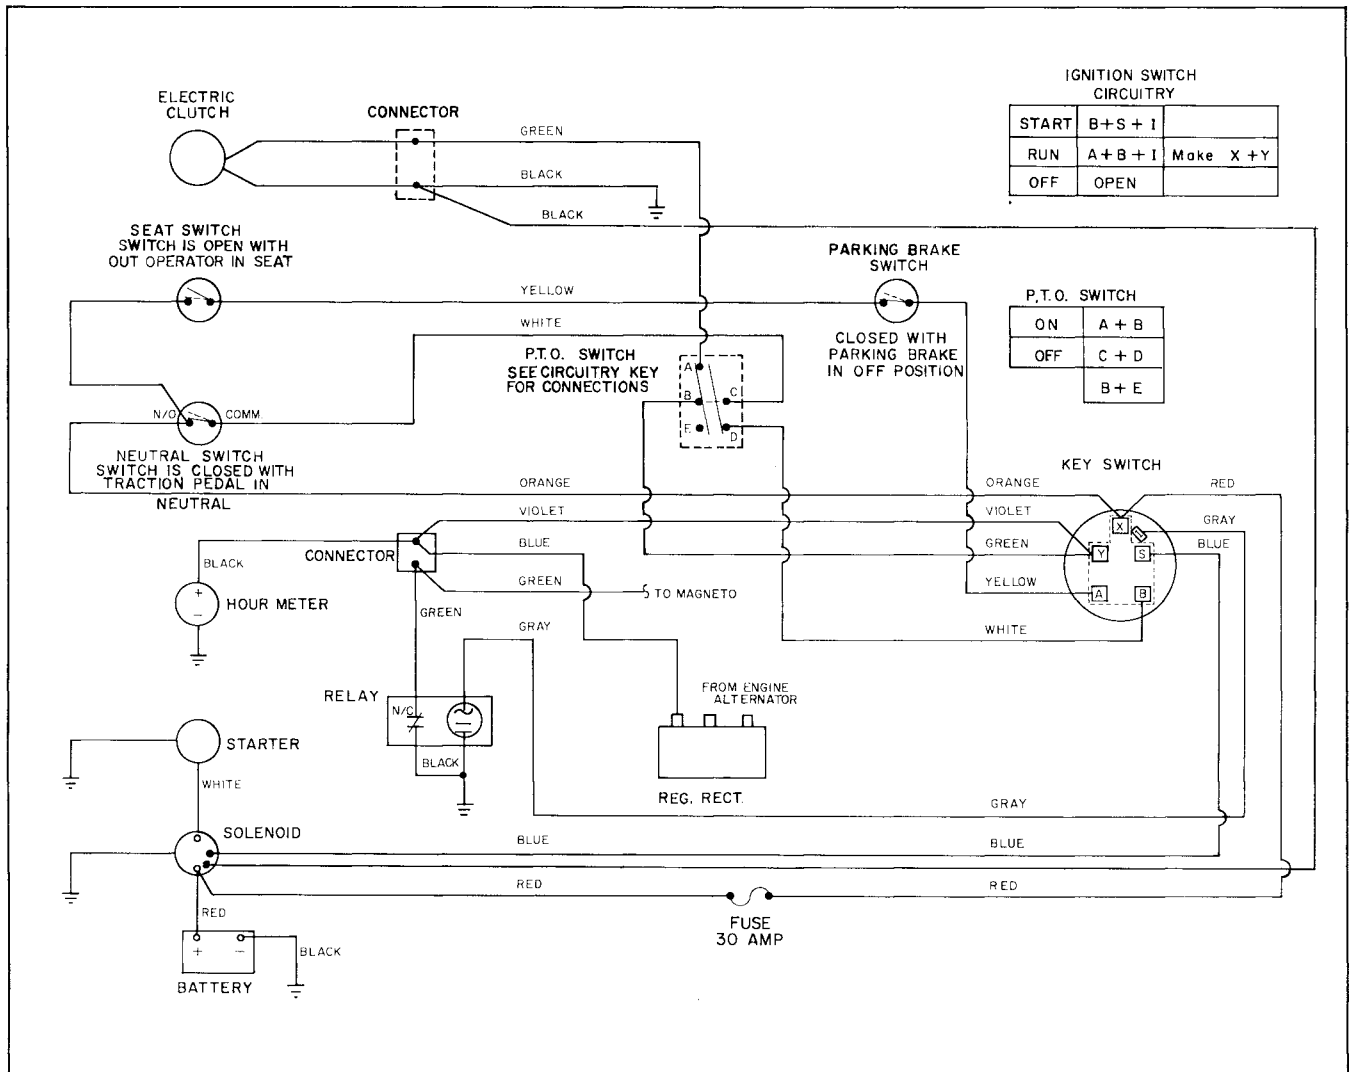 IGNITION SWITCH
CIRCUITRY
START B+S+I
RUN A+B+I Make X+Y
OFF OPEN
ELECTRIC
CLUTCH
CONNECTOR
GREEN
BLACK
BLACK
SEAT SWITCH
SWITCH IS OPEN WITH
OUT OPERATOR IN SEAT
PARKING BRAKE
SWITCH
YELLOW
P.T.O. SWITCH
ON A+B
OFF C+D
B+E
WHITE
CLOSED WITH
PARKING BRAKE
IN OFF POSITION
P.T.O. SWITCH
SEE CIRCUITRY KEY
FOR CONNECTIONS
A
B
C
E
D
N/O
COMM.
NEUTRAL SWITCH
SWITCH IS CLOSED WITH
TRACTION PEDAL IN
NEUTRAL
KEY SWITCH
ORANGE
ORANGE
RED
VIOLET
VIOLET
X
GRAY
BLUE
GREEN
BLUE
Y
S
CONNECTOR
BLACK
GREEN
TO MAGNETO
YELLOW
A
B
+
-
HOUR METER
GREEN
GRAY
WHITE
RELAY
N/C
BLACK
FROM ENGINE
ALTERNATOR
REG. RECT.
STARTER
WHITE
GRAY
SOLENOID
BLUE
BLUE
RED
RED
FUSE
30 AMP
RED
+
-
BLACK
BATTERY